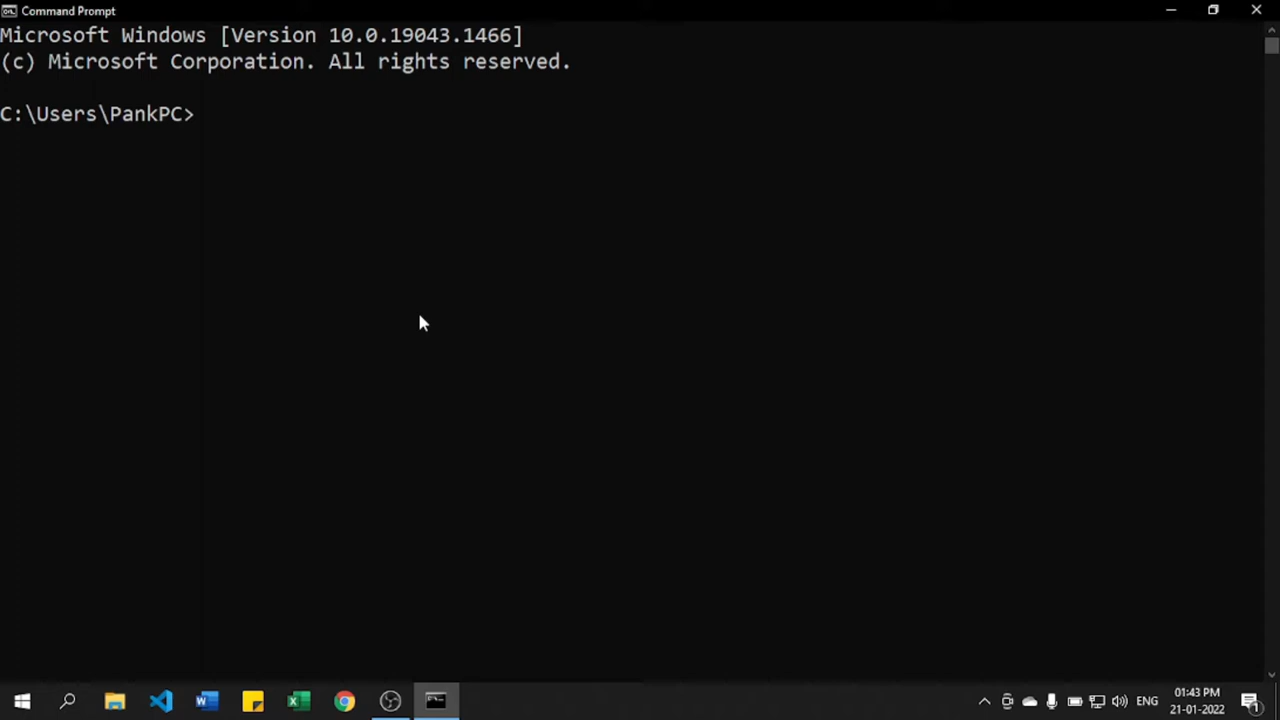 Command Prompt
Microsoft Windows [Version 10.0.19043.1466]
(c) Microsoft Corporation. All rights reserved.
C:\Users\PankPC>
ENG
01:43 PM
21-01-2022
1